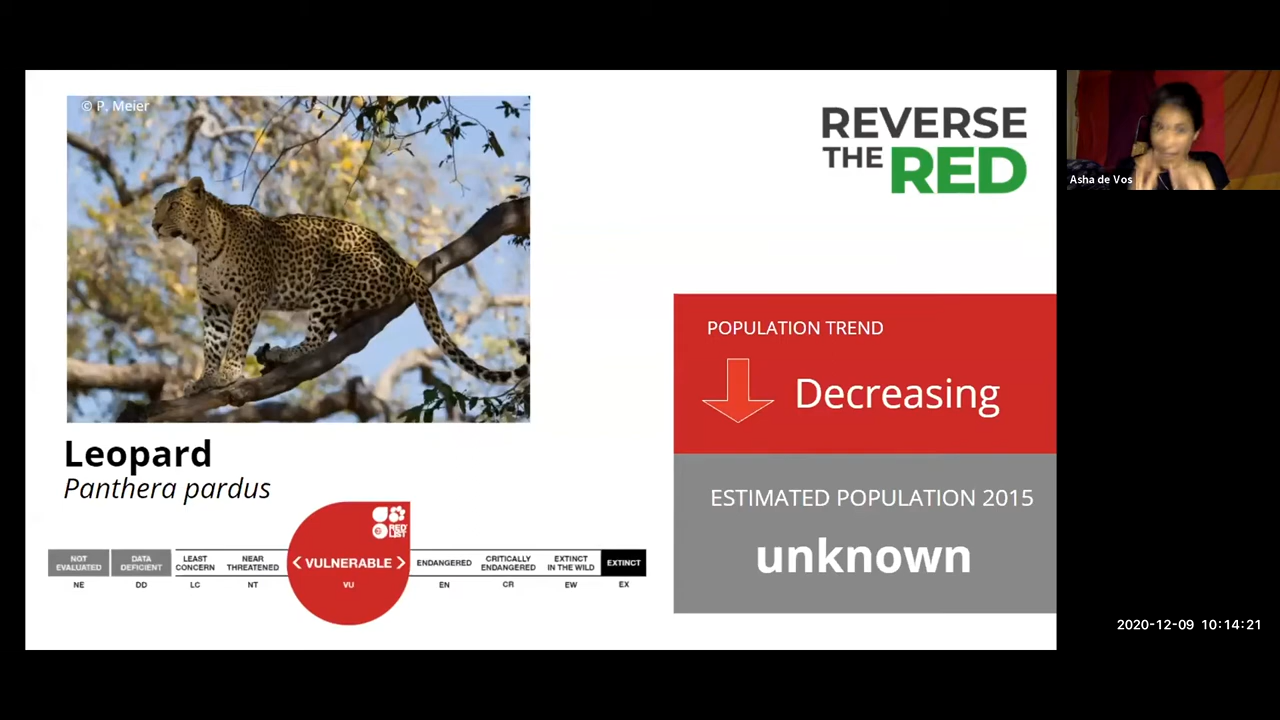 © P. Meier
REVERSE
THE RED
Asha de Vos
POPULATION TREND
Decreasing
Leopard
Panthera pardus
ESTIMATED POPULATION 2015
unknown
RED
LIST
NOT
EVALUATED
NE
DATA
DEFICIENT
DD
LEAST
CONCERN
LC
NEAR
THREATENED
NT
< VULNERABLE >
VU
ENDANGERED
EN
CRITICALLY
ENDANGERED
CR
EXTINCT
IN THE WILD
EW
EXTINCT
EX
2020-12-09 10:14:21